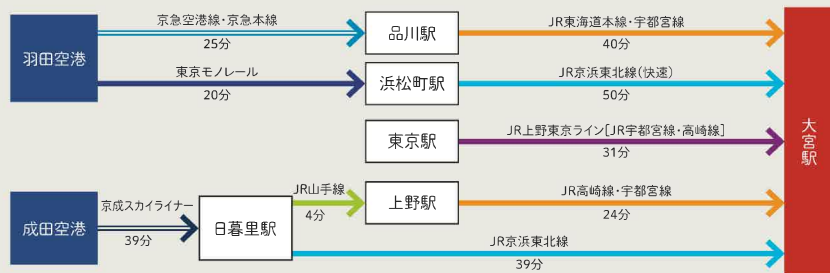 羽田空港
京急空港線・京急本線
25分
品川駅
JR東海道本線・宇都宮線
40分
東京モノレール
20分
浜松町駅
JR京浜東北線(快速)
50分
東京駅
JR上野東京ライン[JR宇都宮線・高崎線]
31分
成田空港
京成スカイライナー
39分
日暮里駅
JR山手線
4分
上野駅
JR高崎線・宇都宮線
24分
JR京浜東北線
39分
大宮駅